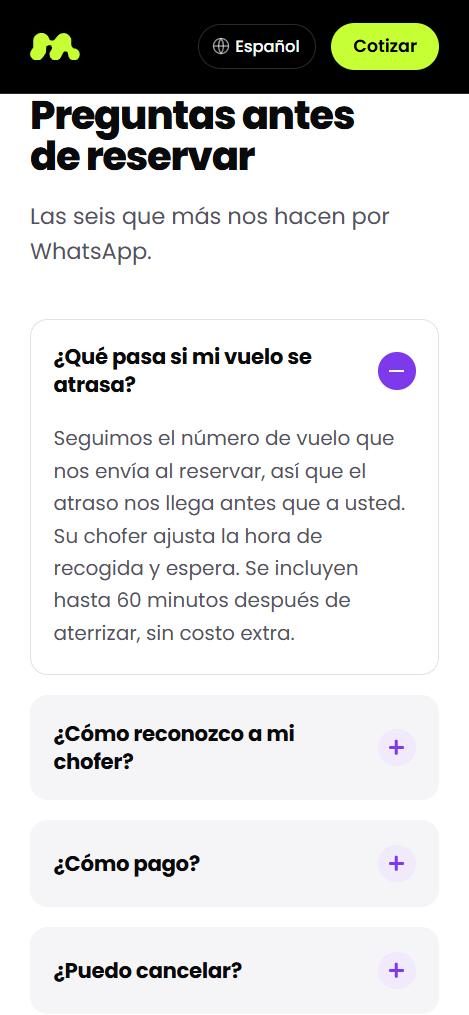 Español
Cotizar
Preguntas antes
de reservar
Las seis que más nos hacen por
WhatsApp.
¿Qué pasa si mi vuelo se
atrasa?
Seguimos el número de vuelo que
nos envía al reservar, así que el
atraso nos llega antes que a usted.
Su chofer ajusta la hora de
recogida y espera. Se incluyen
hasta 60 minutos después de
aterrizar, sin costo extra.
¿Cómo reconozco a mi
chofer?
¿Cómo pago?
¿Puedo cancelar?